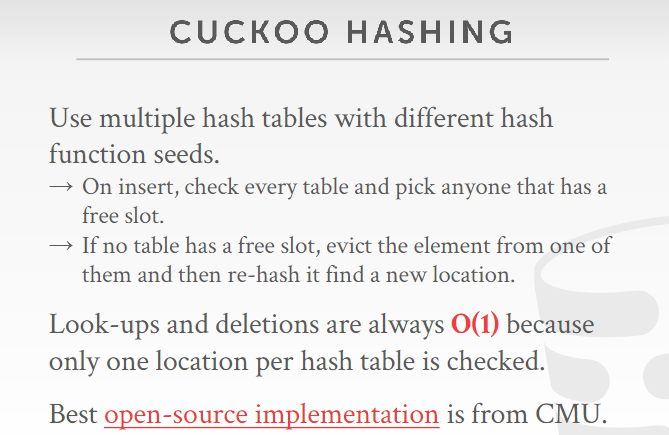 CUCKOO HASHING
Use multiple hash tables with different hash
function seeds.
→ On insert, check every table and pick anyone that has a
free slot.
→ If no table has a free slot, evict the element from one of
them and then re-hash it find a new location.
Look-ups and deletions are always O(1) because
only one location per hash table is checked.
Best open-source implementation is from CMU.